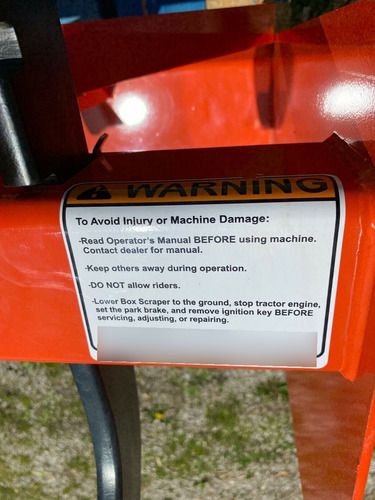 WARNING
To Avoid Injury or Machine Damage:
-Read Operator's Manual BEFORE using machine.
Contact dealer for manual.
-Keep others away during operation.
-DO NOT allow riders.
-Lower Box Scraper to the ground, stop tractor engine,
set the park brake, and remove ignition key BEFORE
servicing, adjusting, or repairing.